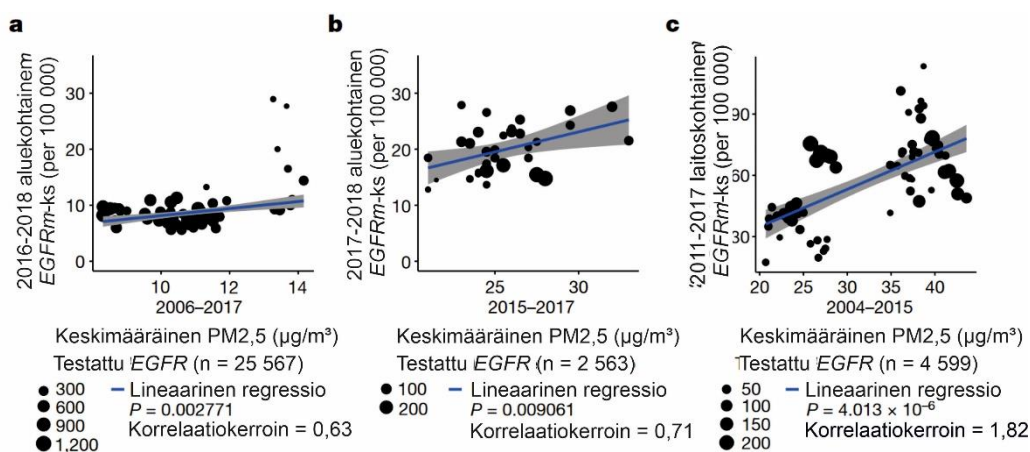 a
2016-2018 aluekohtainen
EGFRm-ks (per 100 000)
30
20
10
0
10
12
14
2006–2017
Keskimääräinen PM2,5 (µg/m³)
Testattu EGFR (n = 25 567)
300
600
900
1,200
Lineaarinen regressio
P = 0.002771
Korrelaatiokerroin = 0,63
b
2017-2018 aluekohtainen
EGFRm-ks (per 100 000)
30
20
10
0
25
30
2015–2017
Keskimääräinen PM2,5 (µg/m³)
Testattu EGFR (n = 2 563)
100
200
Lineaarinen regressio
P = 0.009061
Korrelaatiokerroin = 0,71
c
2011-2017 laitoskohtainen
EGFRm-ks (per 100 000)
90
60
30
20
25
30
35
40
2004–2015
Keskimääräinen PM2,5 (µg/m³)
Testattu EGFR (n = 4 599)
50
100
150
200
Lineaarinen regressio
P = 4.013 × 10⁻⁶
Korrelaatiokerroin = 1,82